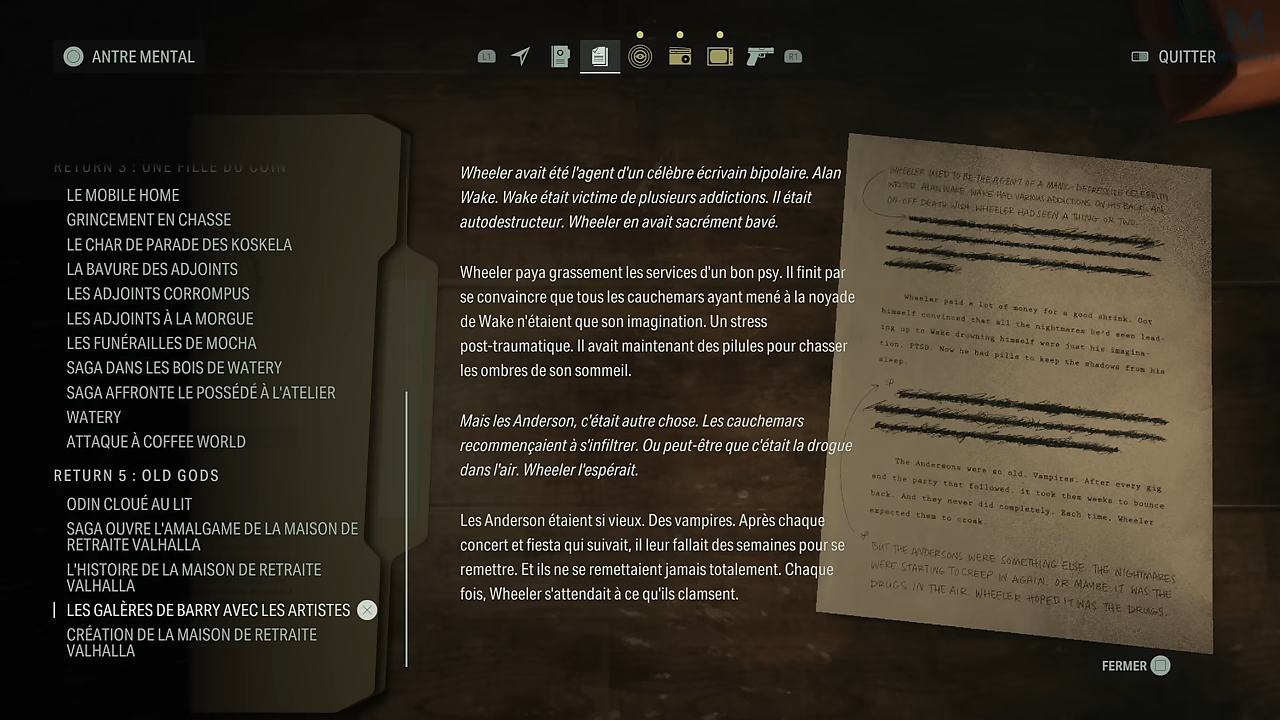 ANTRE MENTAL
L1
R1
QUITTER
M
RETURN 3 : UNE FILLE DU COIN
LE MOBILE HOME
GRINCEMENT EN CHASSE
LE CHAR DE PARADE DES KOSKELA
LA BAVURE DES ADJOINTS
LES ADJOINTS CORROMPUS
LES ADJOINTS À LA MORGUE
LES FUNÉRAILLES DE MOCHA
SAGA DANS LES BOIS DE WATERY
SAGA AFFRONTE LE POSSÉDÉ À L'ATELIER
WATERY
ATTAQUE À COFFEE WORLD
RETURN 5 : OLD GODS
ODIN CLOUÉ AU LIT
SAGA OUVRE L'AMALGAME DE LA MAISON DE
RETRAITE VALHALLA
L'HISTOIRE DE LA MAISON DE RETRAITE
VALHALLA
LES GALÈRES DE BARRY AVEC LES ARTISTES
CRÉATION DE LA MAISON DE RETRAITE
VALHALLA
Wheeler avait été l'agent d'un célèbre écrivain bipolaire. Alan
Wake. Wake était victime de plusieurs addictions. Il était
autodestructeur. Wheeler en avait sacrément bavé.
Wheeler paya grassement les services d'un bon psy. Il finit par
se convaincre que tous les cauchemars ayant mené à la noyade
de Wake n'étaient que son imagination. Un stress
post-traumatique. Il avait maintenant des pilules pour chasser
les ombres de son sommeil.
Mais les Anderson, c'était autre chose. Les cauchemars
recommençaient à s'infiltrer. Ou peut-être que c'était la drogue
dans l'air. Wheeler l'espérait.
Les Anderson étaient si vieux. Des vampires. Après chaque
concert et fiesta qui suivait, il leur fallait des semaines pour se
remettre. Et ils ne se remettaient jamais totalement. Chaque
fois, Wheeler s'attendait à ce qu'ils clamsent.
WHEELER USED TO BE THE AGENT OF A MANIC-DEPRESSIVE CELEBRITY
WRITER. ALAN WAKE. WAKE HAD VARIOUS ADDICTIONS ON HIS BACK. AN
ON-OFF DEATH WISH. WHEELER HAD SEEN A THING OR TWO.
Wheeler paid a lot of money for a good shrink. Got
himself convinced that all the nightmares he'd seen lead-
ing up to Wake drowning himself were just his imagina-
tion. PTSD. Now he had pills to keep the shadows from his
sleep.
The Andersons were so old. Vampires. After every gig
and the party that followed, it took them weeks to bounce
back. And they never did completely. Each time, Wheeler
expected them to croak.
BUT THE ANDERSONS WERE SOMETHING ELSE. THE NIGHTMARES
WERE STARTING TO CREEP IN AGAIN. OR MAYBE IT WAS THE
DRUGS IN THE AIR. WHEELER HOPED IT WAS THE DRUGS.
FERMER